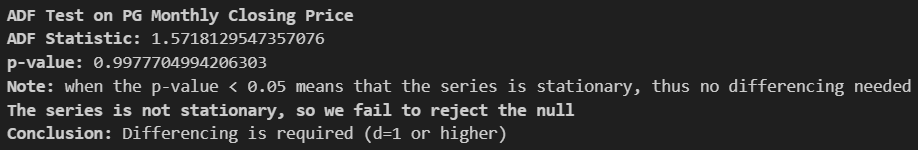 ADF Test on PG Monthly Closing Price
ADF Statistic: 1.5718129547357076
p-value: 0.9977704994206303
Note: when the p-value < 0.05 means that the series is stationary, thus no differencing needed
The series is not stationary, so we fail to reject the null
Conclusion: Differencing is required (d=1 or higher)